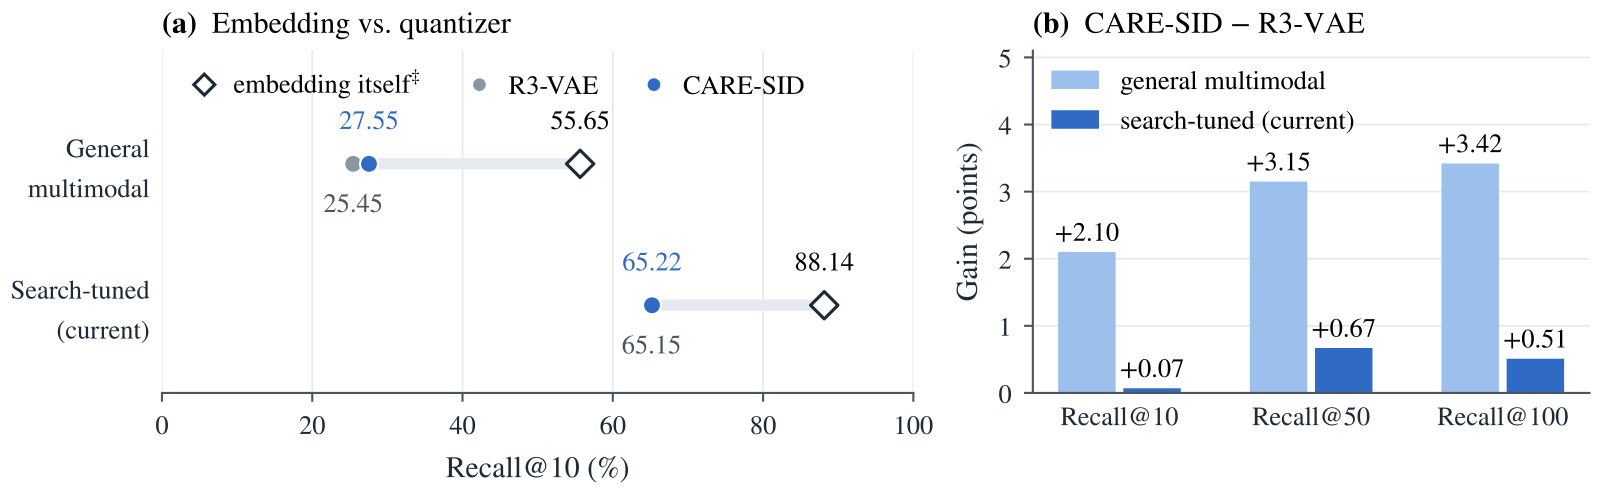 (a) Embedding vs. quantizer
embedding itself‡ R3-VAE CARE-SID
27.55 55.65
General
multimodal
25.45
65.22 88.14
Search-tuned
(current)
65.15
0 20 40 60 80 100
Recall@10 (%)
(b) CARE-SID − R3-VAE
general multimodal
search-tuned (current)
Gain (points)
5
4
3
2
1
0
+2.10
+0.07
+3.15
+0.67
+3.42
+0.51
Recall@10 Recall@50 Recall@100